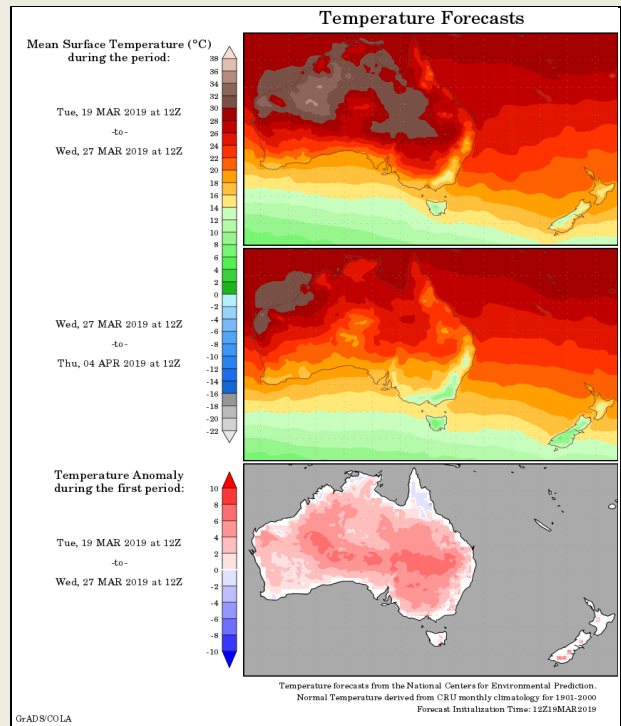 Temperature Forecasts
Mean Surface Temperature (°C)
during the period:
Tue, 19 MAR 2019 at 12Z
-to-
Wed, 27 MAR 2019 at 12Z
38
36
34
32
30
28
26
24
22
20
18
16
14
12
10
8
6
4
2
0
-2
-4
-6
-8
-10
-12
-14
-16
-18
-20
-22
Wed, 27 MAR 2019 at 12Z
-to-
Thu, 04 APR 2019 at 12Z
Temperature Anomaly
during the first period:
Tue, 19 MAR 2019 at 12Z
-to-
Wed, 27 MAR 2019 at 12Z
10
8
6
4
2
0
-2
-4
-6
-8
-10
Temperature forecasts from the National Centers for Environmental Prediction.
Normal Temperature derived from CRU monthly climatology for 1901-2000
Forecast Initialization Time: 12Z19MAR2019
GrADS/COLA